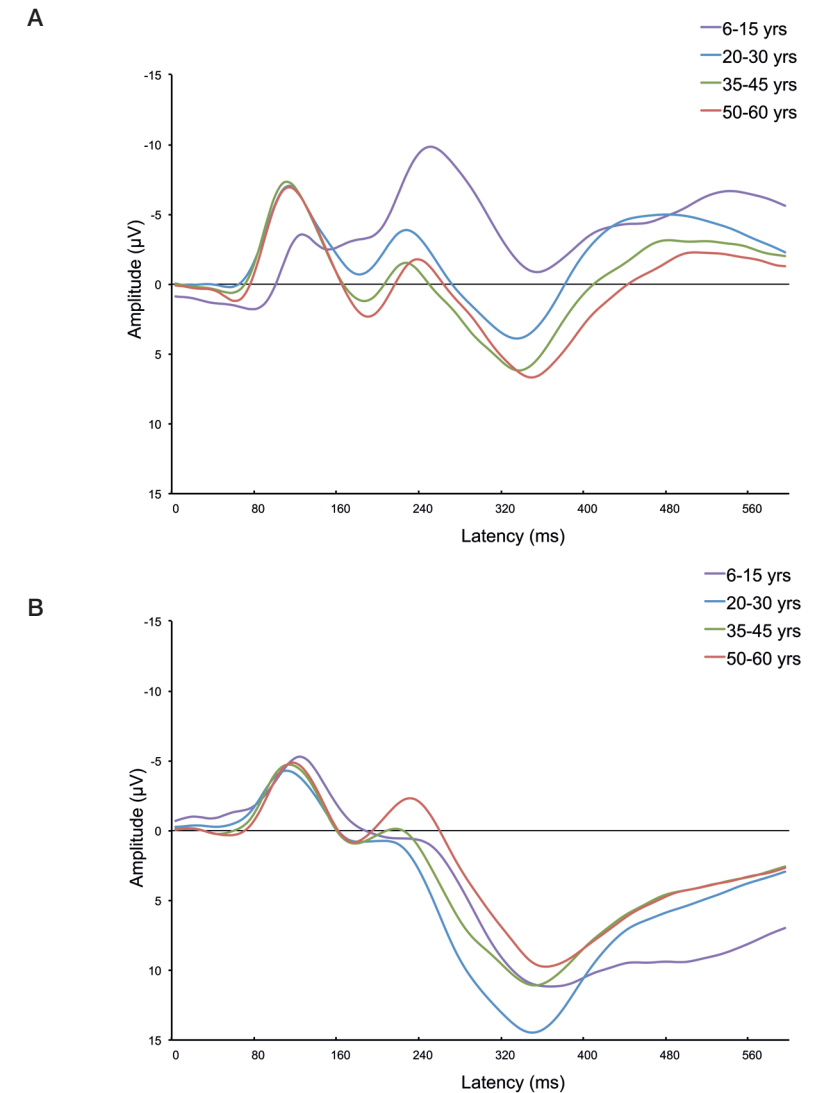 A
6-15 yrs
20-30 yrs
35-45 yrs
50-60 yrs
-15
-10
-5
0
5
10
15
Amplitude (µV)
0 80 160 240 320 400 480 560
Latency (ms)
B
6-15 yrs
20-30 yrs
35-45 yrs
50-60 yrs
-15
-10
-5
0
5
10
15
Amplitude (µV)
0 80 160 240 320 400 480 560
Latency (ms)